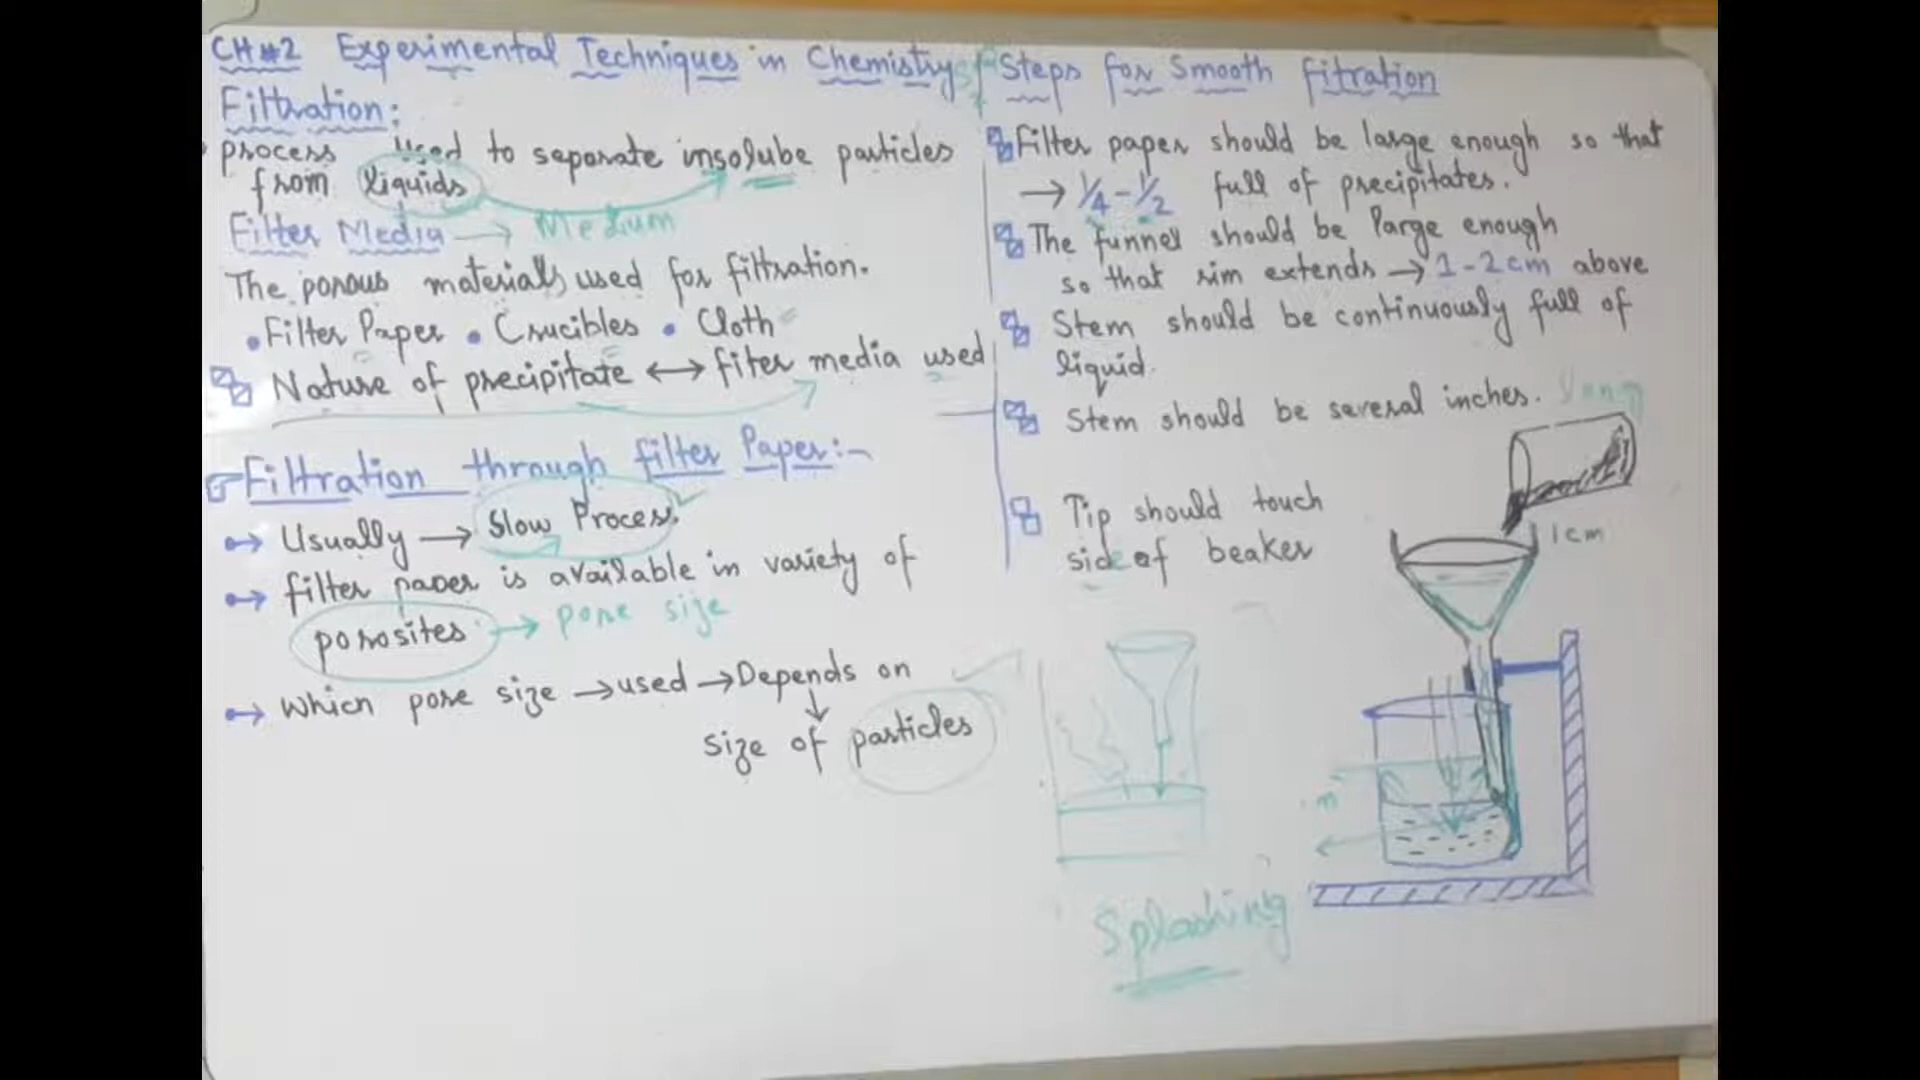 CH#2 Experimental Techniques in Chemistry
Filtration:
process used to separate insolube particles
from liquids
Filter Media → Medium
The porous materials used for filtration.
• Filter Paper • Crucibles • Cloth
Nature of precipitate ↔ fiter media used
Filtration through filter Paper:-
Usually → Slow Process.
filter paper is available in variety of
porosites → pore size
Which pore size → used → Depends on
↓
size of particles
Steps for Smooth fitration
Filter paper should be large enough so that
→ 1/4 - 1/2 full of precipitates.
The funnel should be large enough
so that rim extends → 1-2cm above
Stem should be continuously full of
liquid.
Stem should be several inches. long
Tip should touch
side of beaker
1cm
Splashing